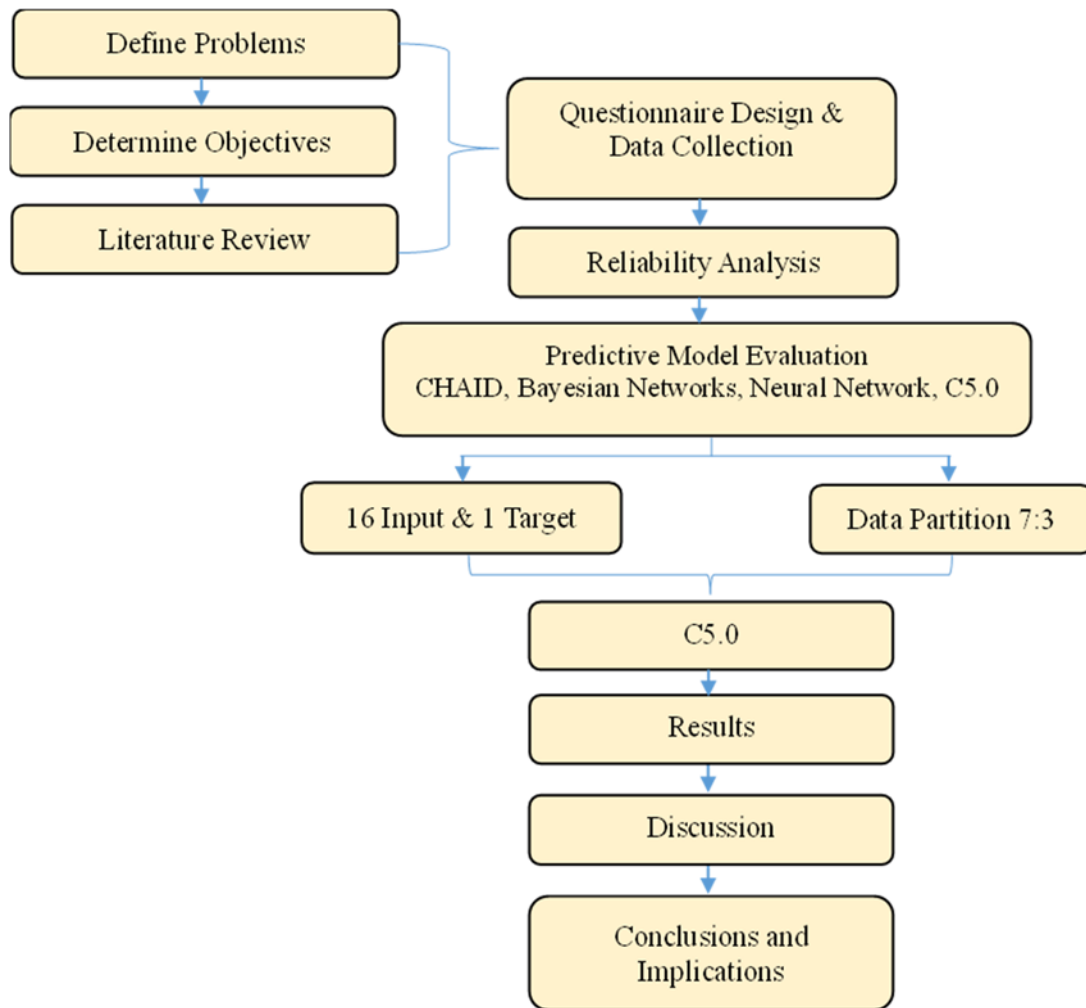 Define Problems
Determine Objectives
Literature Review
Questionnaire Design &
Data Collection
Reliability Analysis
Predictive Model Evaluation
CHAID, Bayesian Networks, Neural Network, C5.0
16 Input & 1 Target
Data Partition 7:3
C5.0
Results
Discussion
Conclusions and
Implications